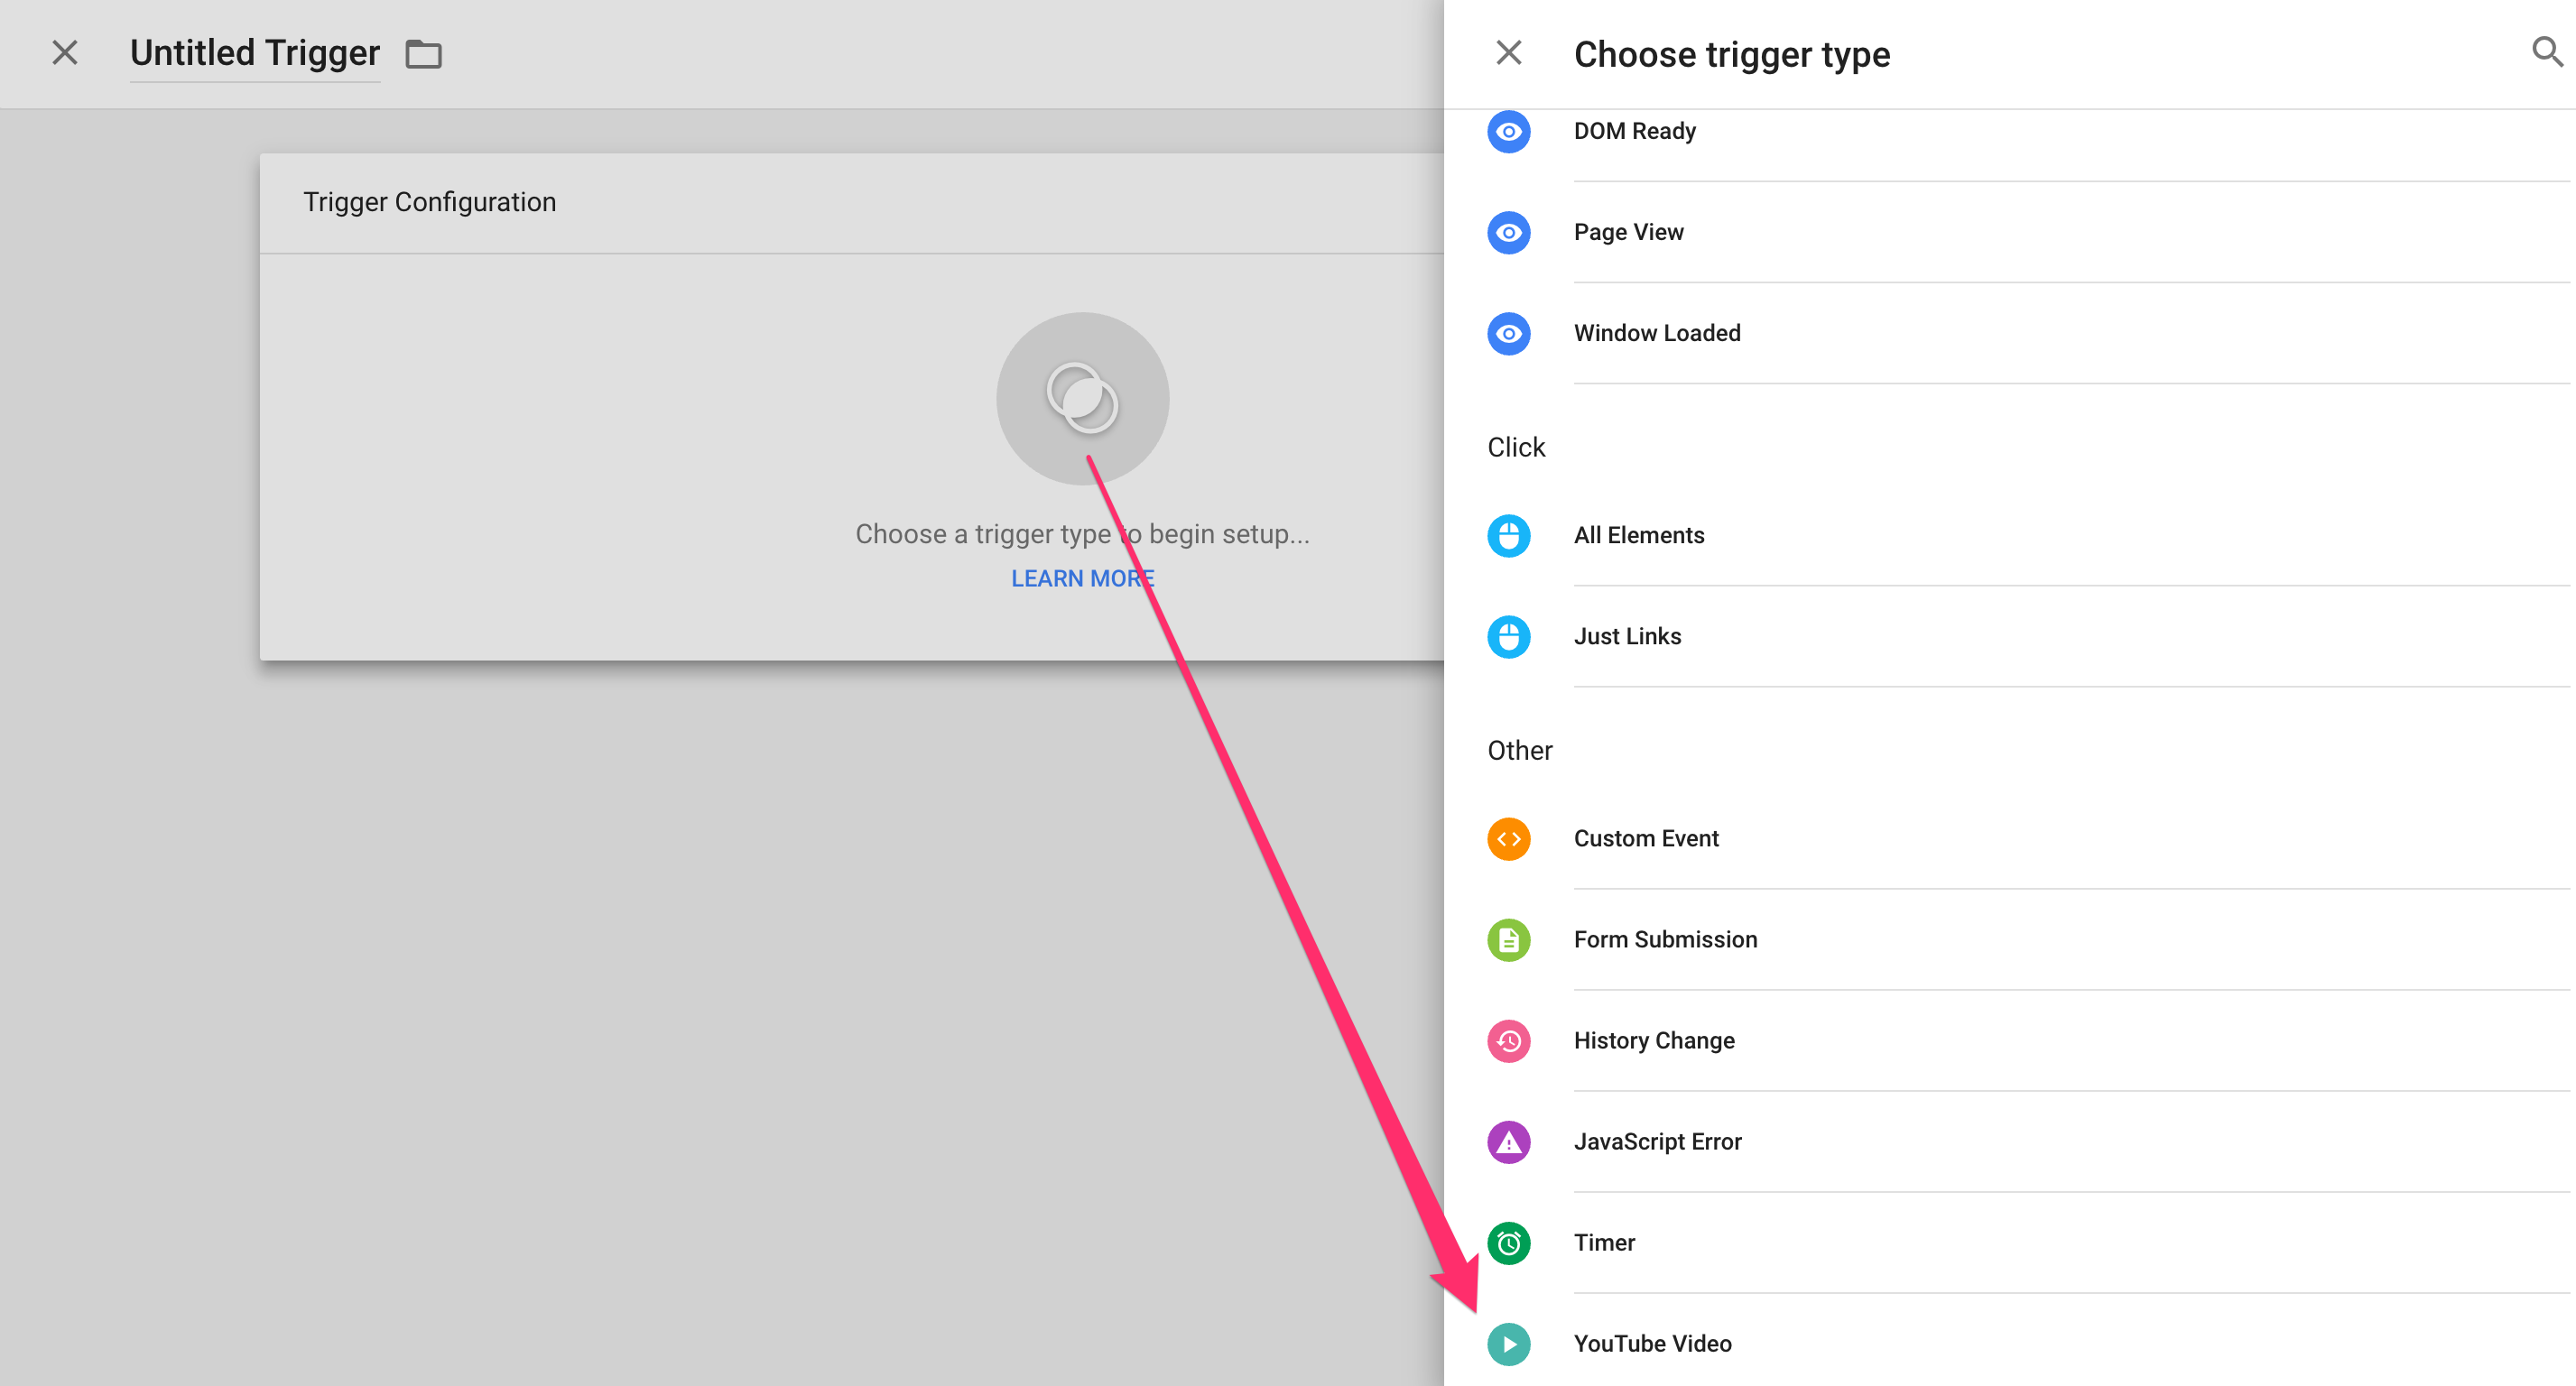 Untitled Trigger
Trigger Configuration
Choose a trigger type to begin setup...
LEARN MORE
Choose trigger type
DOM Ready
Page View
Window Loaded
Click
All Elements
Just Links
Other
Custom Event
Form Submission
History Change
JavaScript Error
Timer
YouTube Video